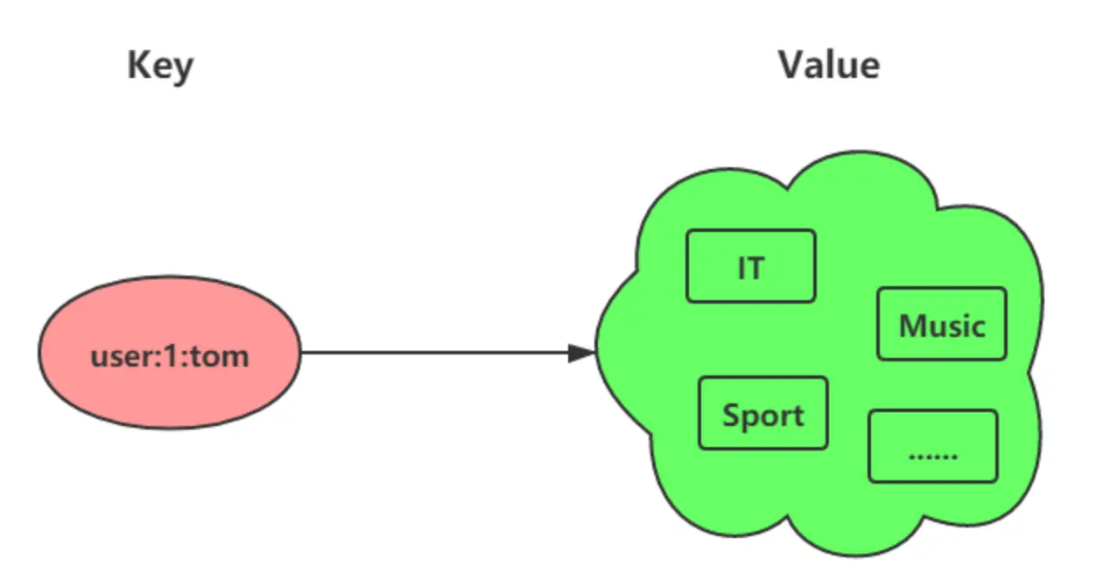 Key
Value
IT
Music
user:1:tom
Sport
......